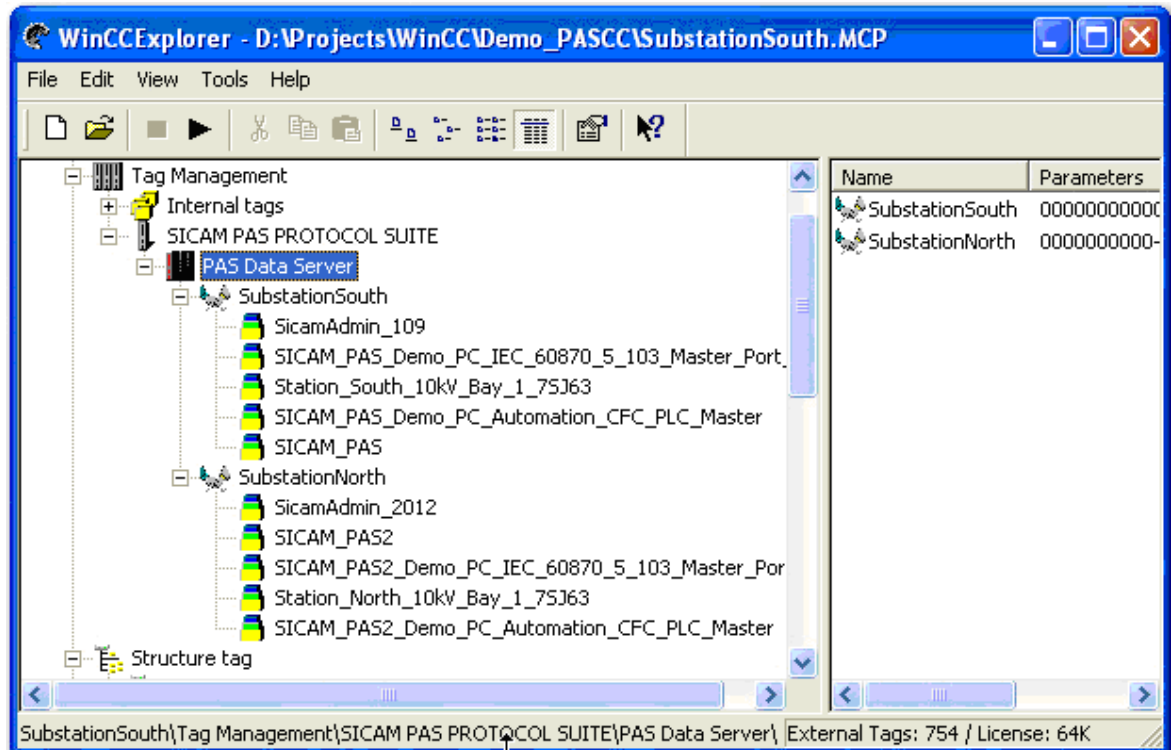 WinCCExplorer - D:\Projects\WinCC\Demo_PASCC\SubstationSouth.MCP
File Edit View Tools Help
Tag Management
Internal tags
SICAM PAS PROTOCOL SUITE
PAS Data Server
SubstationSouth
SicamAdmin_109
SICAM_PAS_Demo_PC_IEC_60870_5_103_Master_Port_
Station_South_10kV_Bay_1_7SJ63
SICAM_PAS_Demo_PC_Automation_CFC_PLC_Master
SICAM_PAS
SubstationNorth
SicamAdmin_2012
SICAM_PAS2
SICAM_PAS2_Demo_PC_IEC_60870_5_103_Master_Por
Station_North_10kV_Bay_1_7SJ63
SICAM_PAS2_Demo_PC_Automation_CFC_PLC_Master
Structure tag
Name Parameters
SubstationSouth 00000000000
SubstationNorth 0000000000-
SubstationSouth\Tag Management\SICAM PAS PROTOCOL SUITE\PAS Data Server\ External Tags: 754 / License: 64K